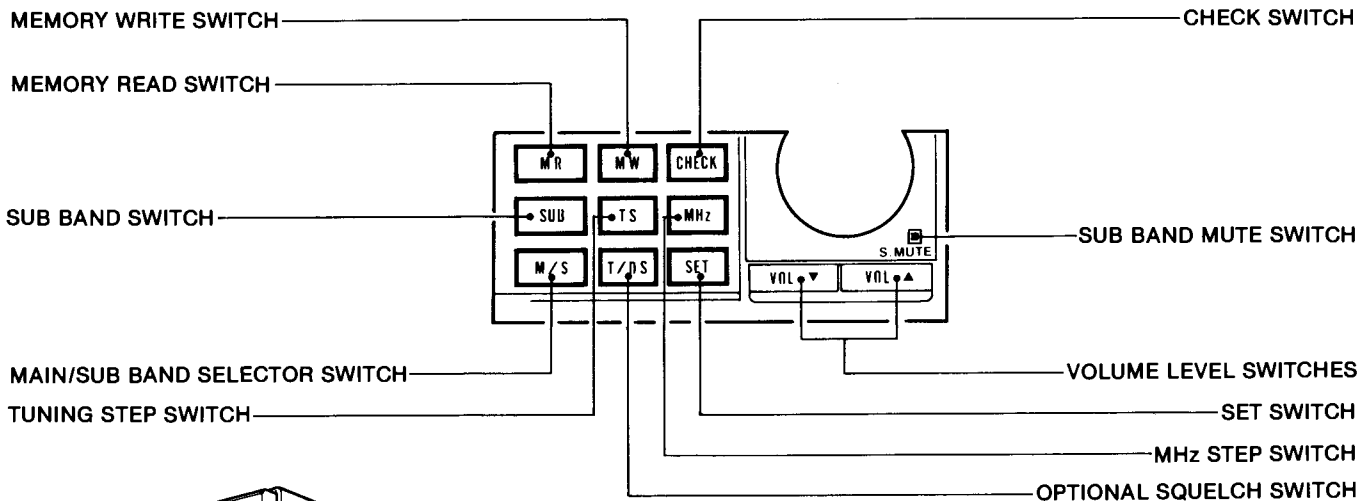 MEMORY WRITE SWITCH
CHECK SWITCH
MEMORY READ SWITCH
MR
MW
CHECK
SUB BAND SWITCH
SUB
TS
MHz
SUB BAND MUTE SWITCH
S.MUTE
M/S
T/DS
SET
VOL ▼
VOL ▲
MAIN/SUB BAND SELECTOR SWITCH
VOLUME LEVEL SWITCHES
TUNING STEP SWITCH
SET SWITCH
MHz STEP SWITCH
OPTIONAL SQUELCH SWITCH